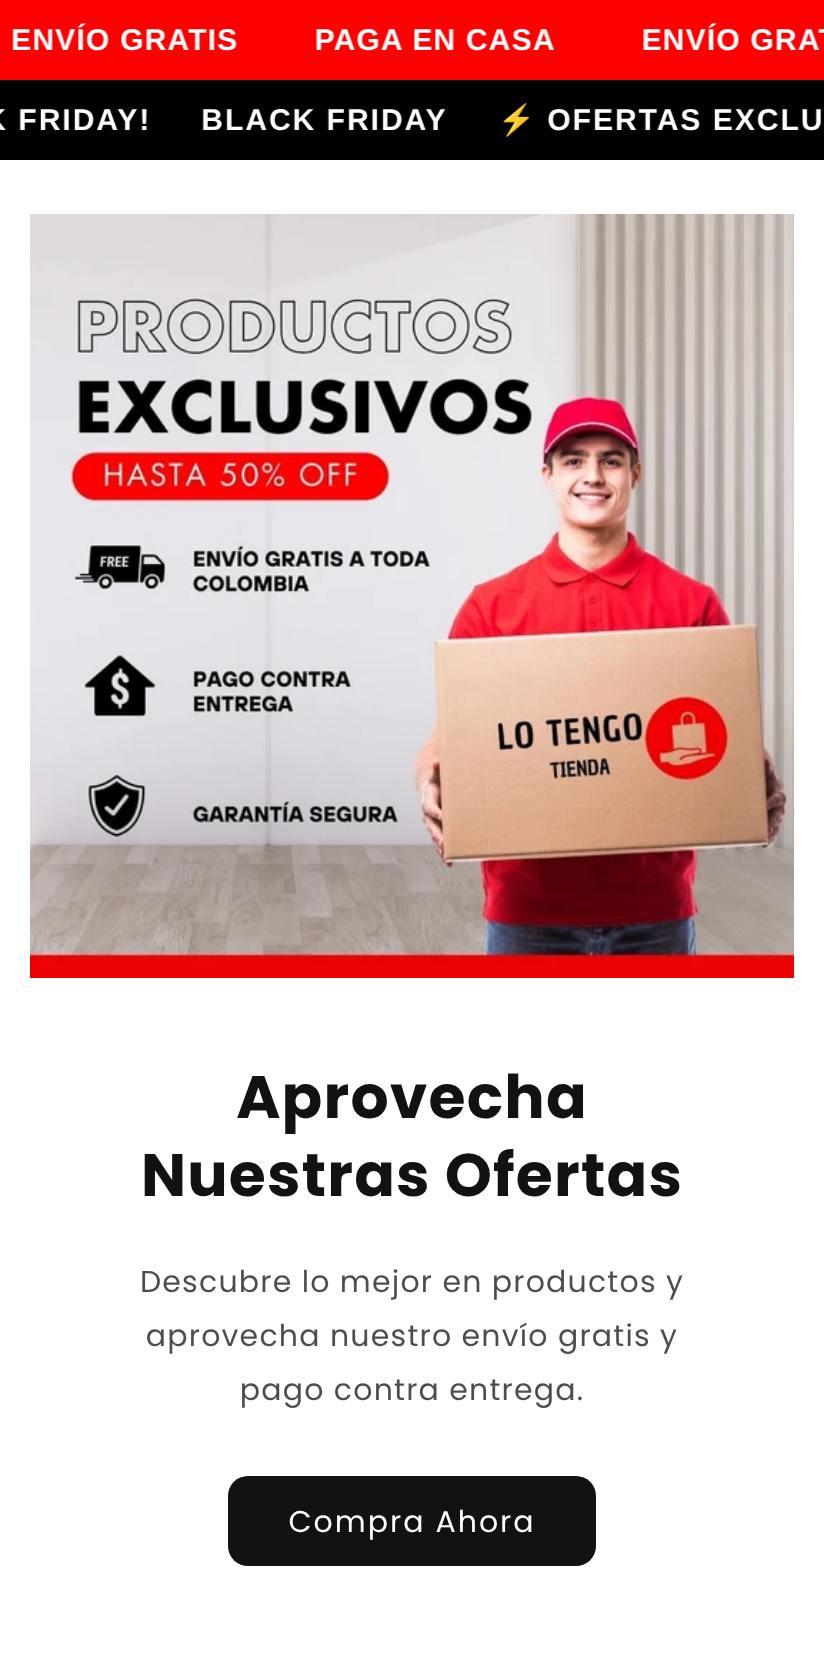 ENVÍO GRATIS PAGA EN CASA ENVÍO GRAT
K FRIDAY! BLACK FRIDAY ⚡ OFERTAS EXCLU
PRODUCTOS
EXCLUSIVOS
HASTA 50% OFF
FREE
ENVÍO GRATIS A TODA
COLOMBIA
$
PAGO CONTRA
ENTREGA
LO TENGO
TIENDA
GARANTÍA SEGURA
Aprovecha
Nuestras Ofertas
Descubre lo mejor en productos y
aprovecha nuestro envío gratis y
pago contra entrega.
Compra Ahora